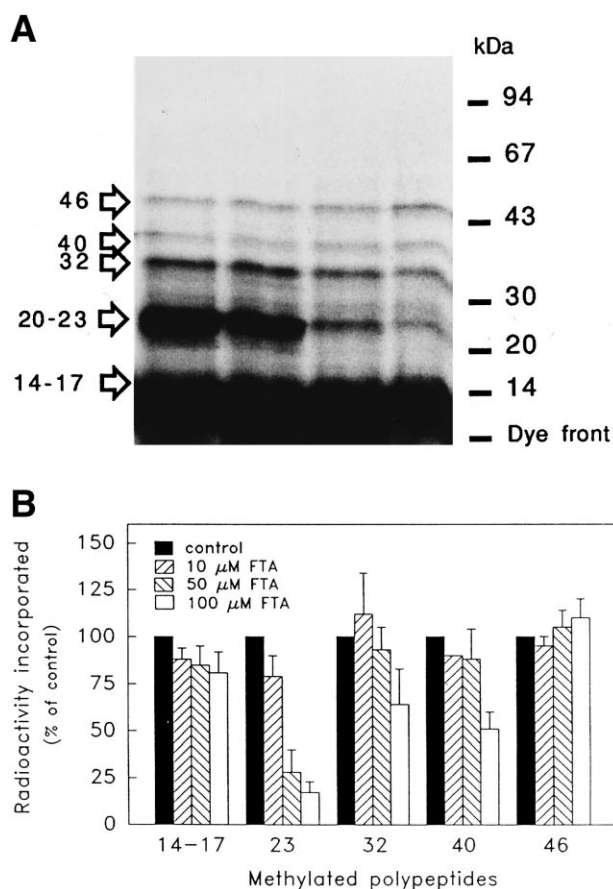 A
kDa
94
67
46
43
40
32
30
20-23
20
14-17
14
Dye front
B
150
control
10 μM FTA
125
50 μM FTA
100 μM FTA
100
75
50
25
0
Radioactivity incorporated
(% of control)
14-17 23 32 40 46
Methylated polypeptides